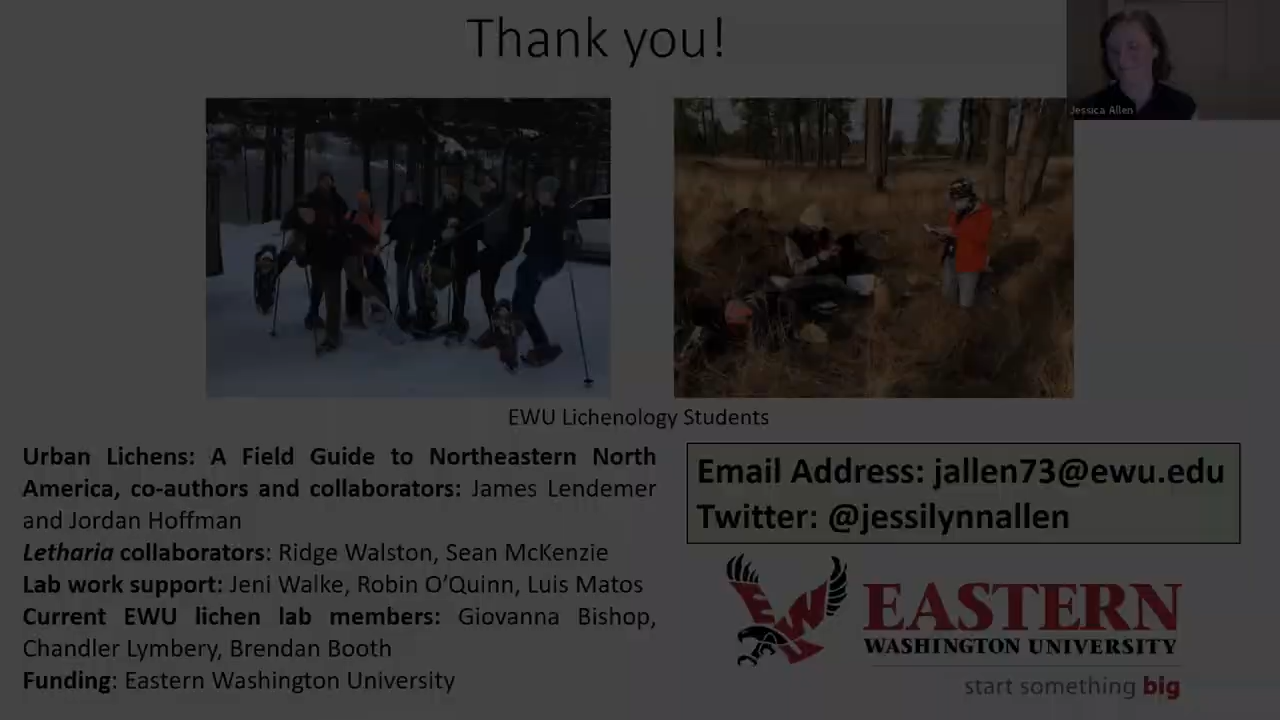 Thank you!
Jessica Allen
EWU Lichenology Students
Urban Lichens: A Field Guide to Northeastern North
America, co-authors and collaborators: James Lendemer
and Jordan Hoffman
Letharia collaborators: Ridge Walston, Sean McKenzie
Lab work support: Jeni Walke, Robin O’Quinn, Luis Matos
Current EWU lichen lab members: Giovanna Bishop,
Chandler Lymbery, Brendan Booth
Funding: Eastern Washington University
Email Address: jallen73@ewu.edu
Twitter: @jessilynnallen
EWU
EASTERN
WASHINGTON UNIVERSITY
start something big